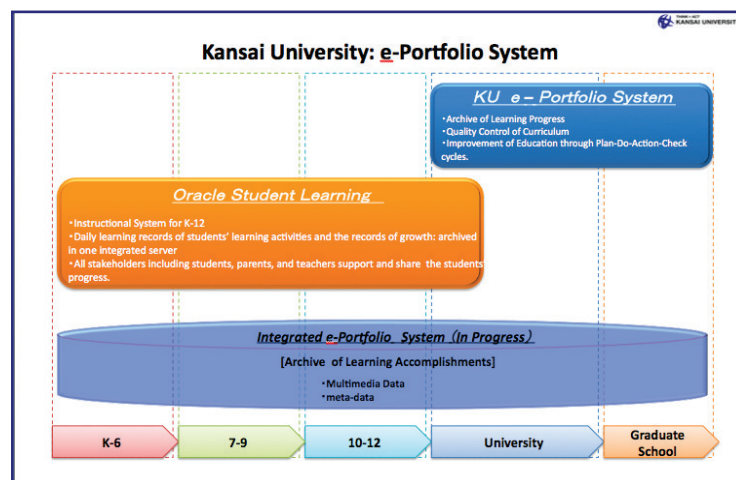 THINK × ACT
KANSAI UNIVERSIT
Kansai University: e-Portfolio System
KU e – Portfolio System
・Archive of Learning Progress
・Quality Control of Curriculum
・Improvement of Education through Plan-Do-Action-Check
cycles.
Oracle Student Learning
・Instructional System for K-12
・Daily learning records of students' learning activities and the records of growth: archived
in one integrated server
・All stakeholders including students, parents, and teachers support and share the students'
progress.
Integrated e-Portfolio System (In Progress)
[Archive of Learning Accomplishments]
・Multimedia Data
・meta-data
K-6
7-9
10-12
University
Graduate
School